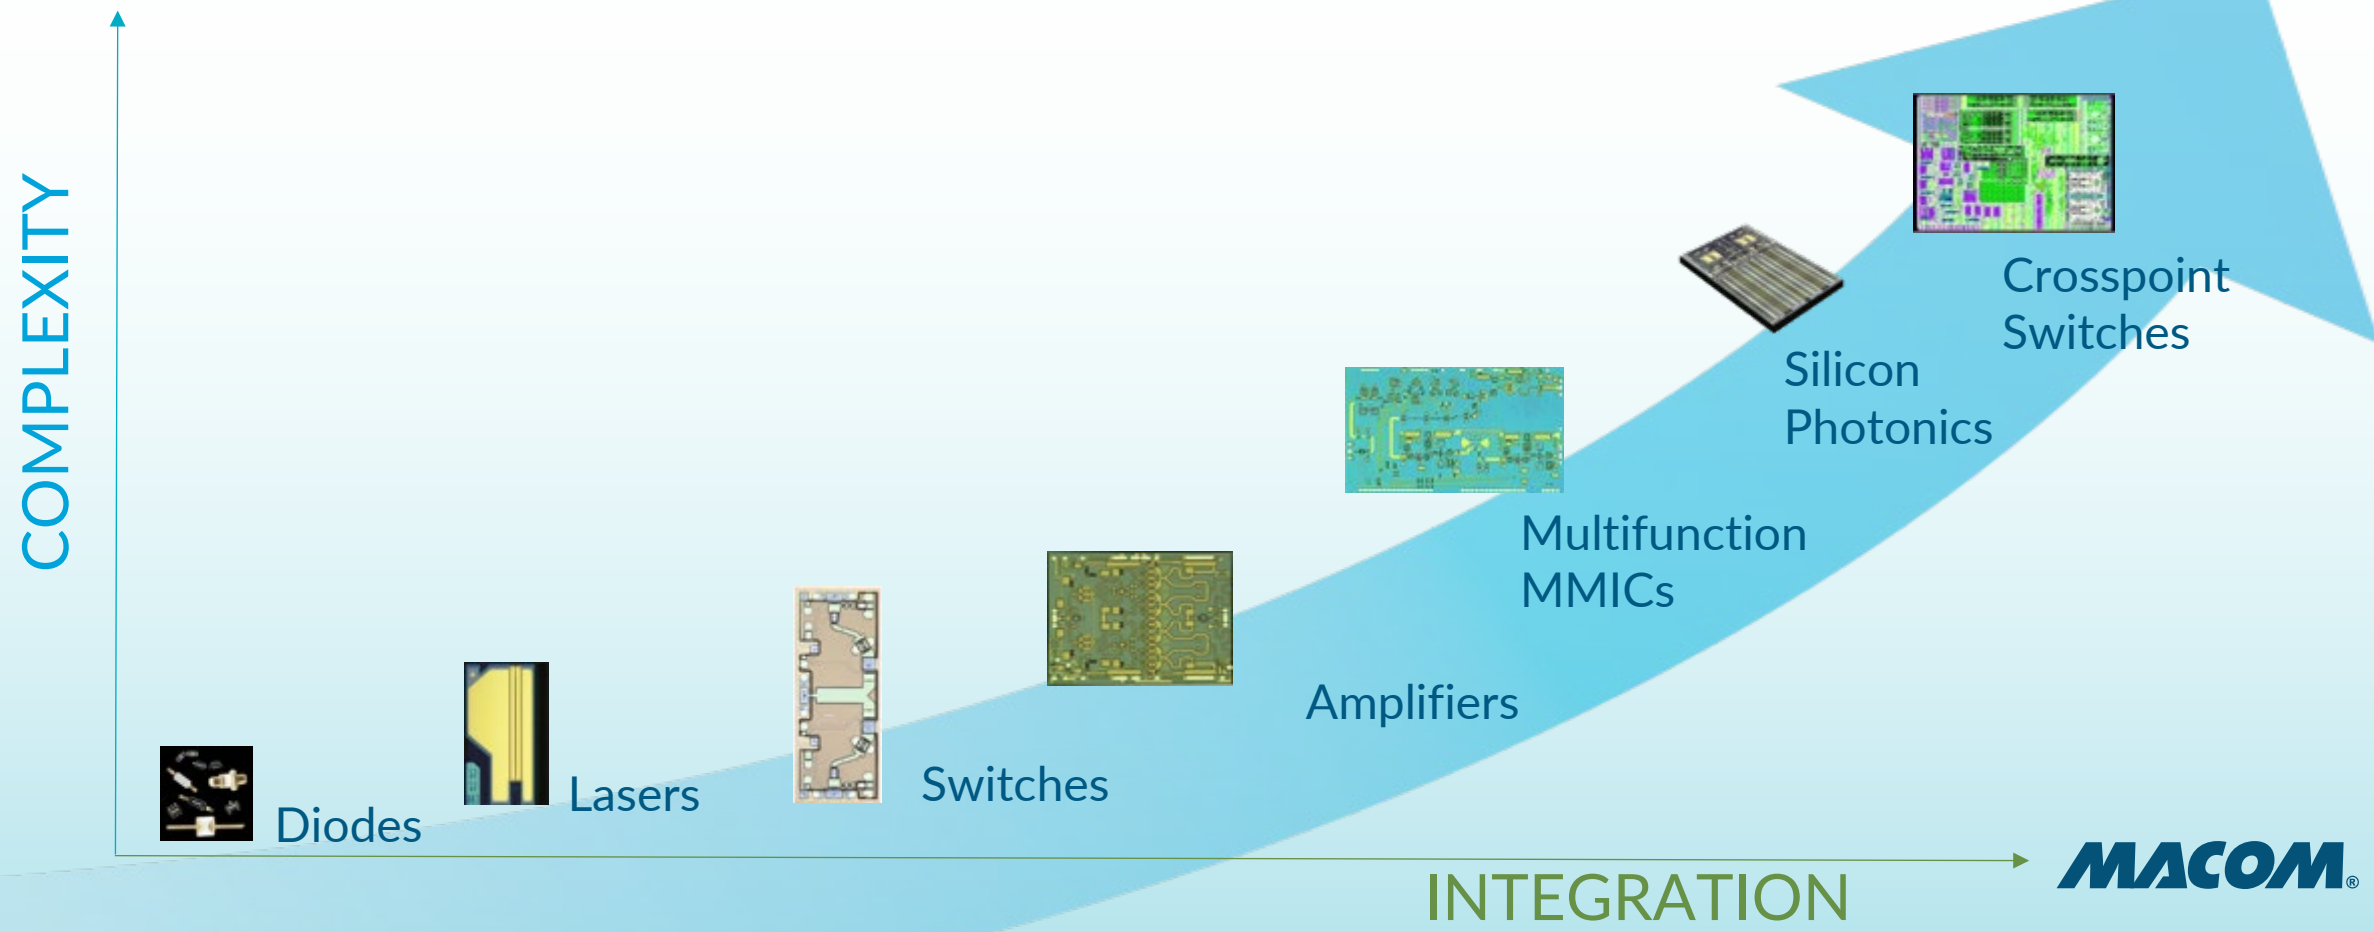 COMPLEXITY
Crosspoint
Switches
Silicon
Photonics
Multifunction
MMICs
Amplifiers
Switches
Lasers
Diodes
INTEGRATION
MACOM®